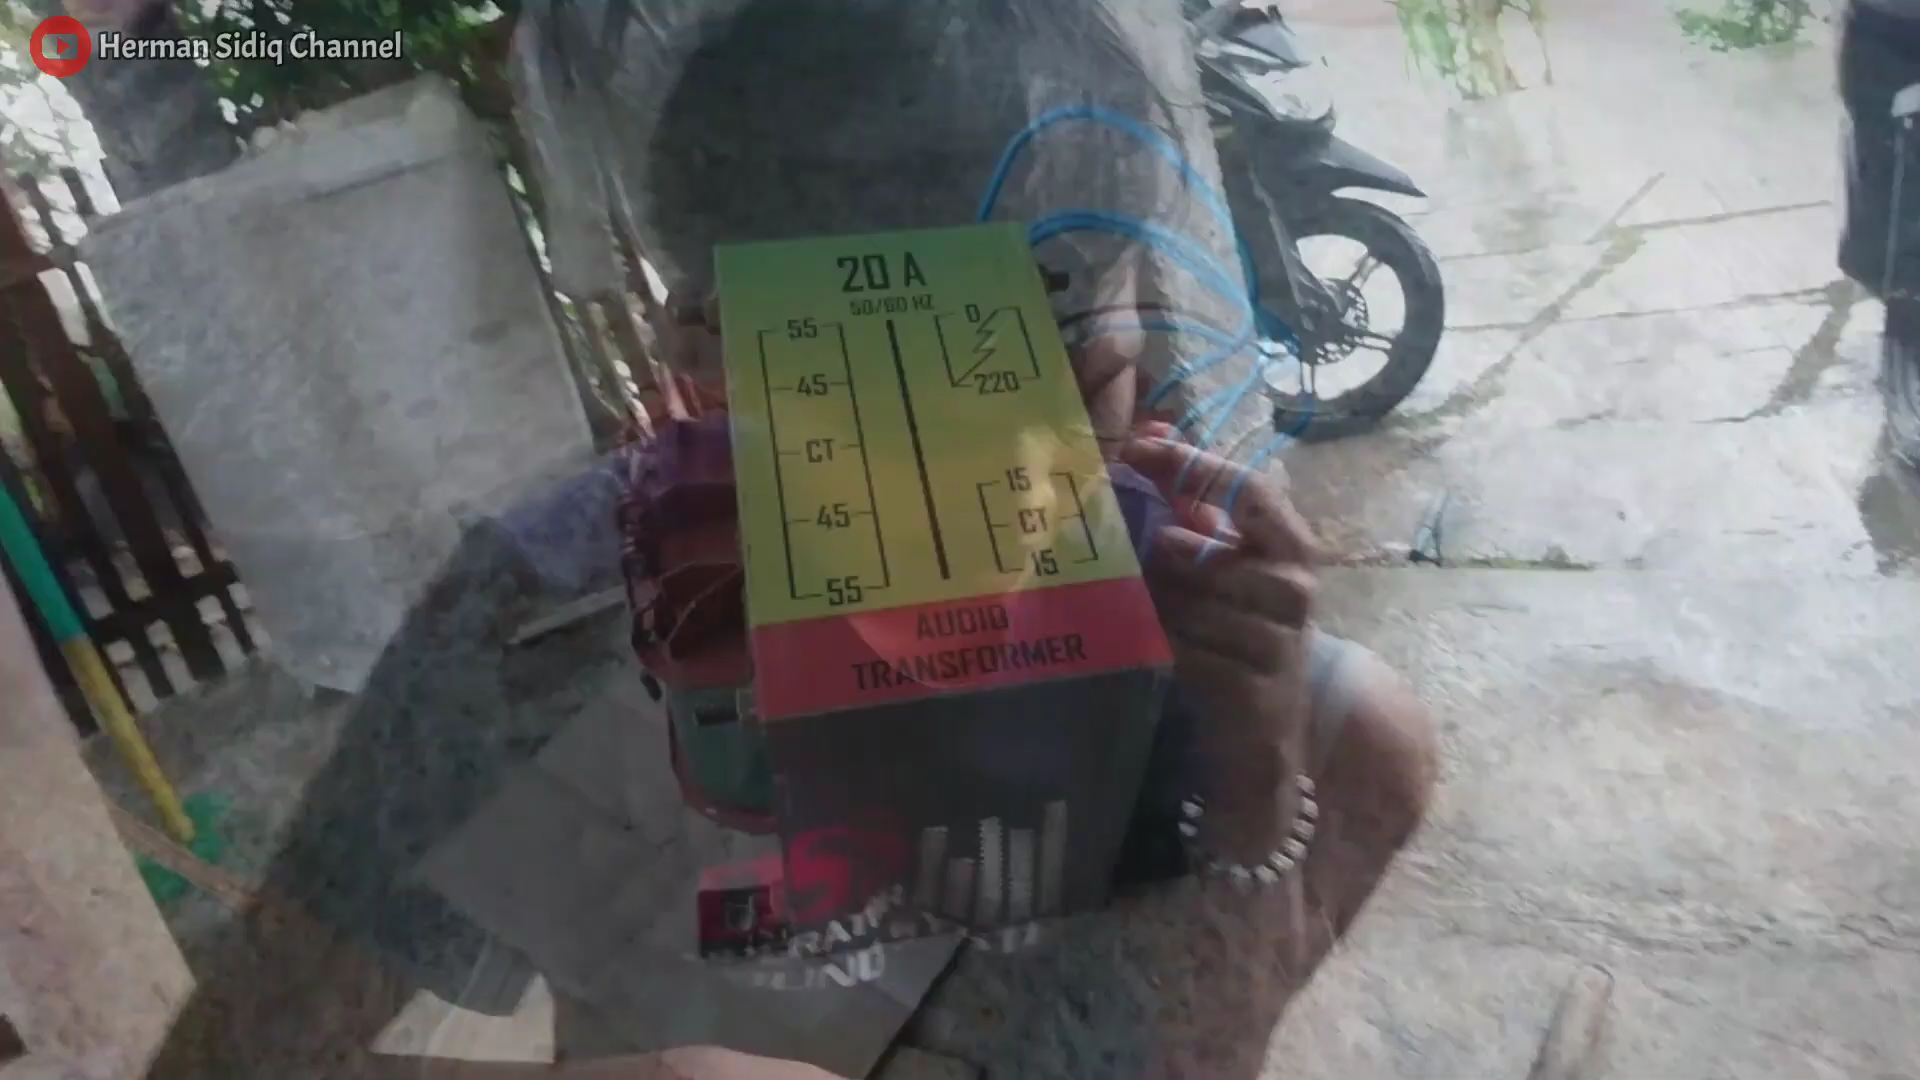 Herman Sidiq Channel
20 A
50/60 HZ
55
45
CT
45
55
0
220
15
CT
15
AUDIO
TRANSFORMER